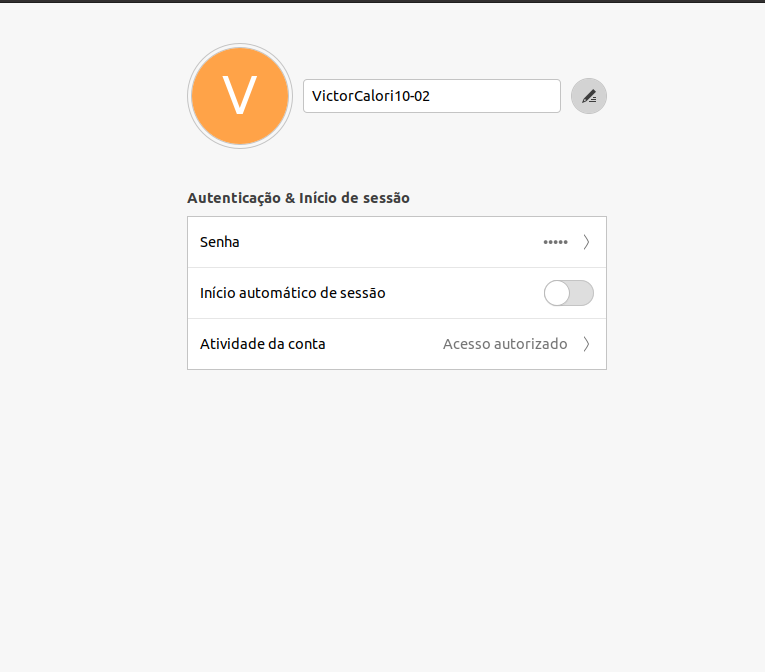 V
VictorCalori10-02
Autenticação & Início de sessão
Senha •••••
Início automático de sessão
Atividade da conta Acesso autorizado